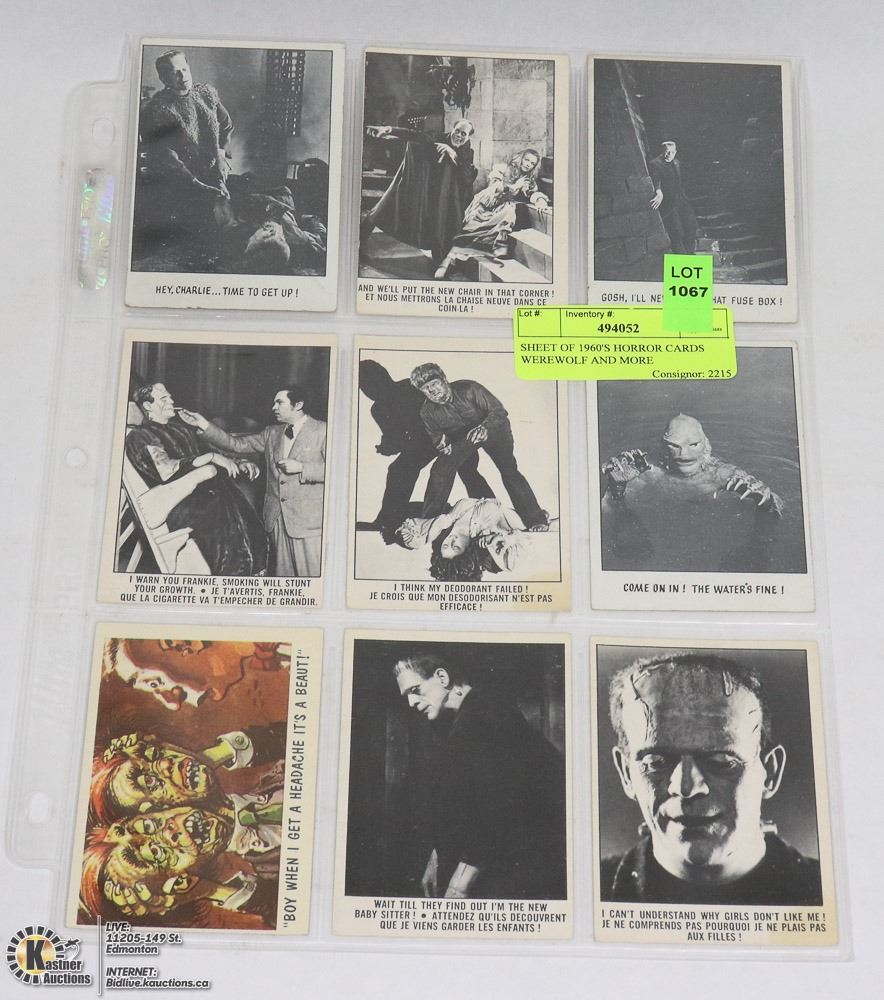 HEY, CHARLIE... TIME TO GET UP!
AND WE'LL PUT THE NEW CHAIR IN THAT CORNER!
ET NOUS METTRONS LA CHAISE NEUVE DANS CE
COIN-LA!
GOSH, I'LL HAT FUSE BOX!
LOT
1067
Lot #: Inventory #:
494052
SHEET OF 1960'S HORROR CARDS
WEREWOLF AND MORE
Consignor: 2215
I WARN YOU FRANKIE, SMOKING WILL STUNT
YOUR GROWTH. • JE T'AVERTIS, FRANKIE,
QUE LA CIGARETTE VA T'EMPECHER DE GRANDIR.
I THINK MY DEODORANT FAILED!
JE CROIS QUE MON DESODORISANT N'EST PAS
EFFICACE!
COME ON IN! THE WATER'S FINE!
"BOY WHEN I GET A HEADACHE IT'S A BEAUT!"
WAIT TILL THEY FIND OUT I'M THE NEW
BABY SITTER! • ATTENDEZ QU'ILS DECOUVRENT
QUE JE VIENS GARDER LES ENFANTS!
I CAN'T UNDERSTAND WHY GIRLS DON'T LIKE ME!
JE NE COMPRENDS PAS POURQUOI JE NE PLAIS PAS
AUX FILLES!
Kastner
Auctions
LIVE:
11205-149 St.
Edmonton
INTERNET:
Bidlive.kauctions.ca